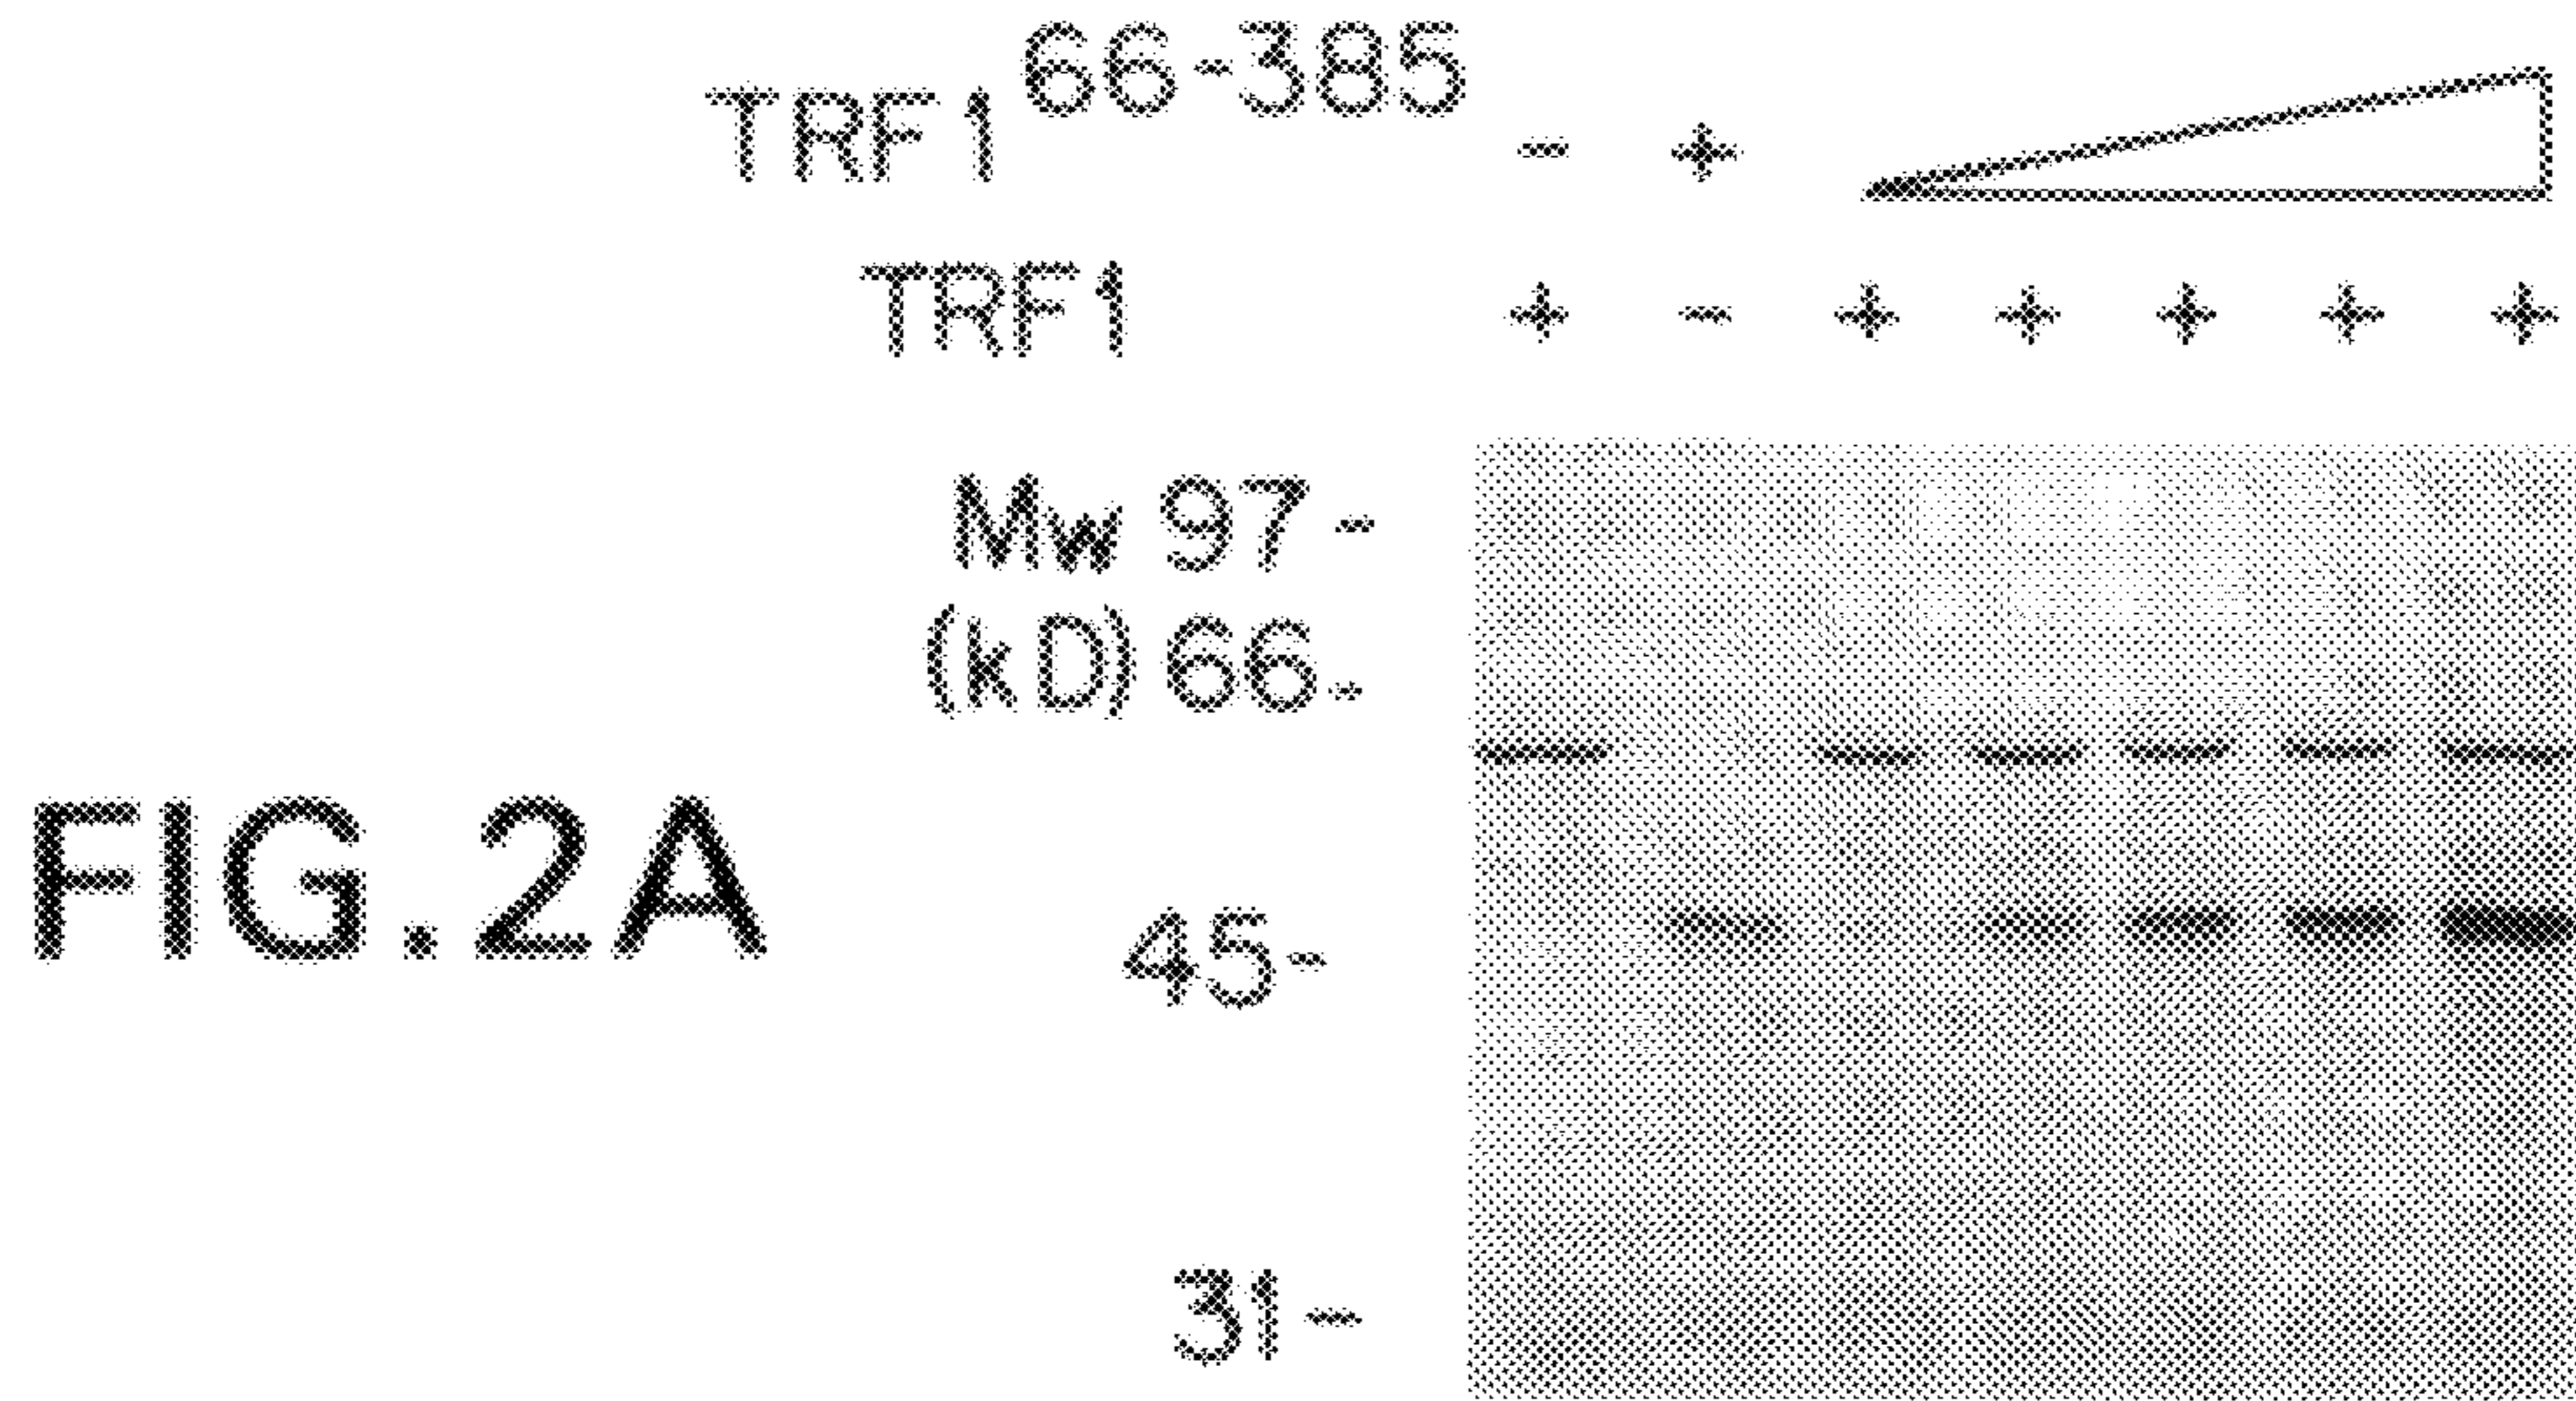 TRF1 66-385 - +
TRF1 + - + + + + +
Mw 97-
(kD) 66-
FIG.2A
45-
31-